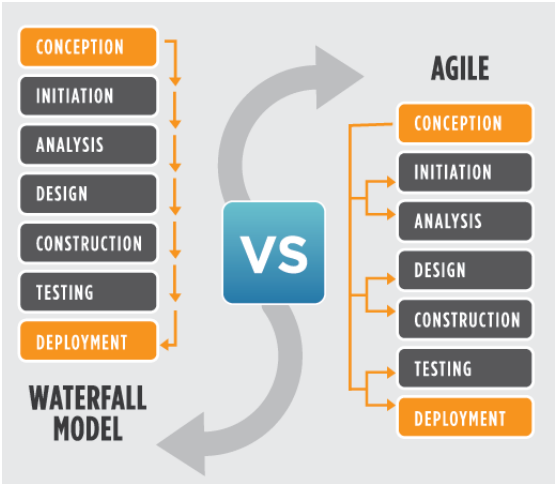 CONCEPTION
INITIATION
ANALYSIS
DESIGN
CONSTRUCTION
TESTING
DEPLOYMENT
WATERFALL
MODEL
VS
AGILE
CONCEPTION
INITIATION
ANALYSIS
DESIGN
CONSTRUCTION
TESTING
DEPLOYMENT